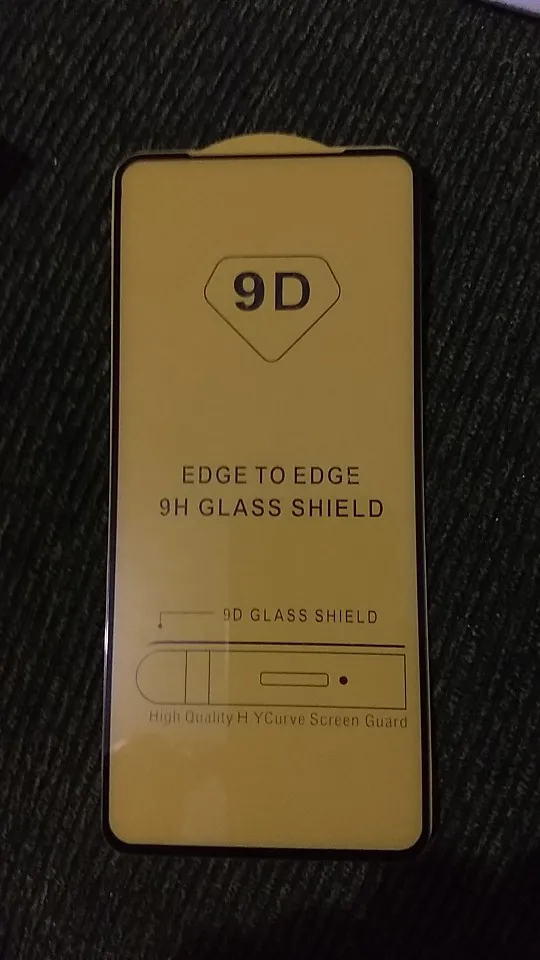 9D
EDGE TO EDGE
9H GLASS SHIELD
9D GLASS SHIELD
High Quality H YCurve Screen Guard